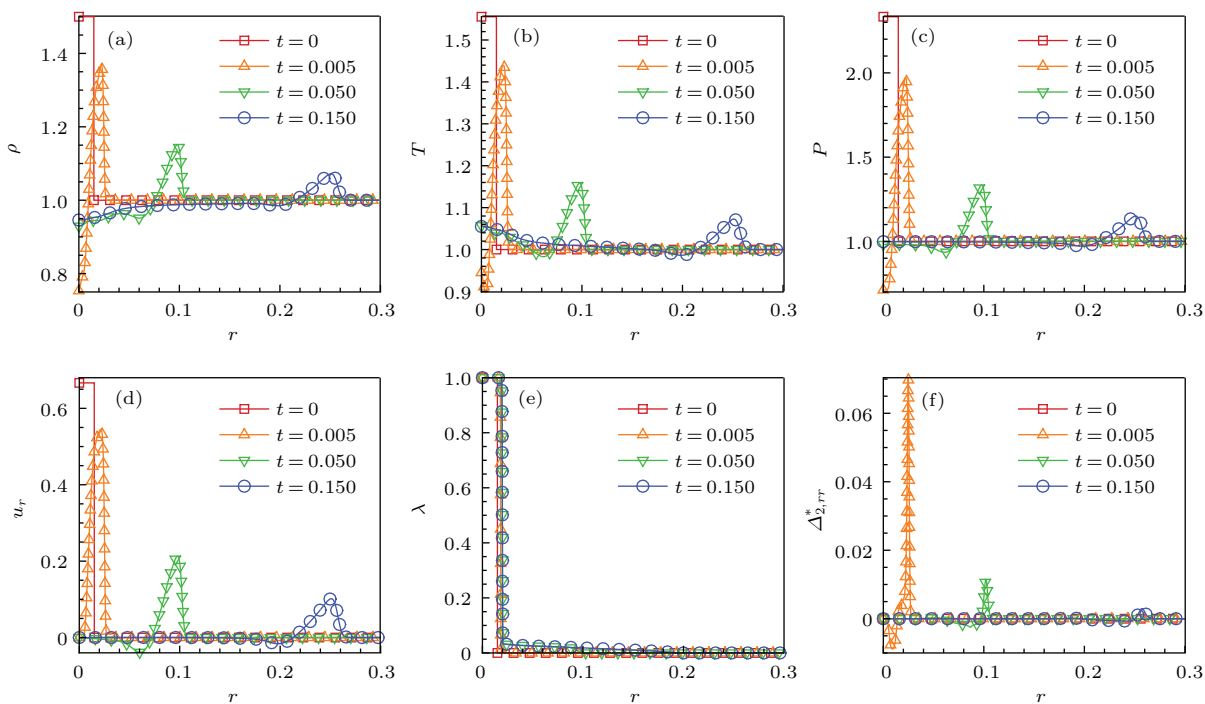 (a)
t=0
t=0.005
t=0.050
t=0.150
1.4
1.2
1.0
0.8
ρ
0
0.1
0.2
0.3
r
(b)
t=0
t=0.005
t=0.050
t=0.150
1.5
1.4
1.3
1.2
1.1
1.0
0.9
T
0
0.1
0.2
0.3
r
(c)
t=0
t=0.005
t=0.050
t=0.150
2.0
1.5
1.0
P
0
0.1
0.2
0.3
r
(d)
t=0
t=0.005
t=0.050
t=0.150
0.6
0.4
0.2
0
u_r
0
0.1
0.2
0.3
r
(e)
t=0
t=0.005
t=0.050
t=0.150
1.0
0.8
0.6
0.4
0.2
0
λ
0
0.1
0.2
0.3
r
(f)
t=0
t=0.005
t=0.050
t=0.150
0.06
0.04
0.02
0
Δ*_{2,rr}
0
0.1
0.2
0.3
r